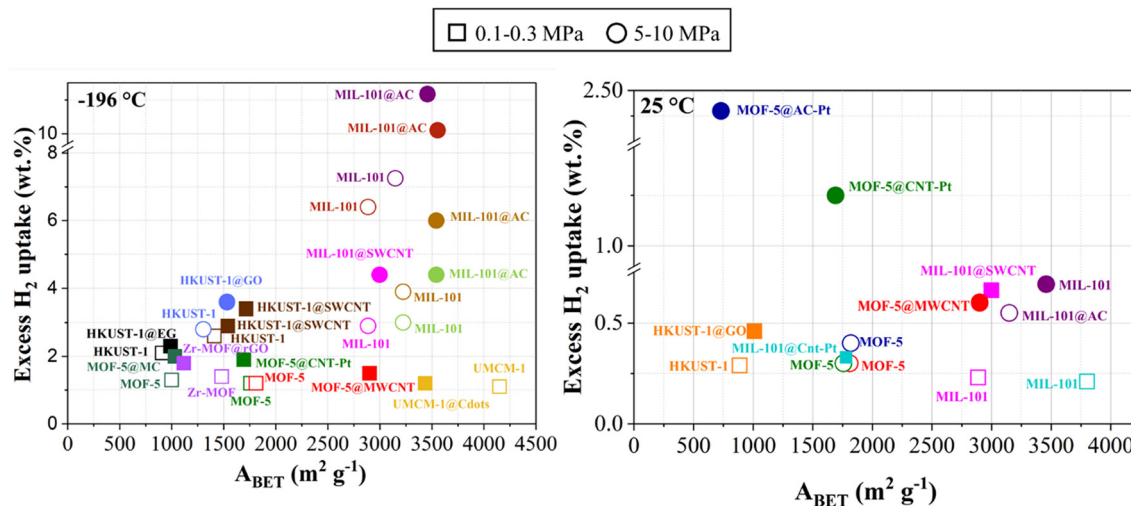 0.1-0.3 MPa 5-10 MPa
-196 °C
Excess H₂ uptake (wt.%)
10
8
6
4
2
0
MIL-101@AC
MIL-101@AC
MIL-101
MIL-101
MIL-101@AC
MIL-101@SWCNT
MIL-101@AC
HKUST-1@GO
MIL-101
HKUST-1
HKUST-1@SWCNT
MIL-101
HKUST-1@EG
HKUST-1@SWCNT
MIL-101
HKUST-1
HKUST-1
Zr-MOF@rGO
MOF-5@MC
MOF-5@CNT-Pt
UMCM-1
MOF-5
MOF-5
MOF-5@MWCNT
Zr-MOF
MOF-5
UMCM-1@Cdots
0 500 1000 1500 2000 2500 3000 3500 4000 4500
A_BET (m² g⁻¹)
25 °C
Excess H₂ uptake (wt.%)
2.50
1.0
0.5
0.0
MOF-5@AC-Pt
MOF-5@CNT-Pt
MIL-101@SWCNT
MIL-101
MOF-5@MWCNT
MIL-101@AC
HKUST-1@GO
MOF-5
MIL-101@Cnt-Pt
HKUST-1
MOF-5
MOF-5
MIL-101
MIL-101
0 500 1000 1500 2000 2500 3000 3500 4000
A_BET (m² g⁻¹)